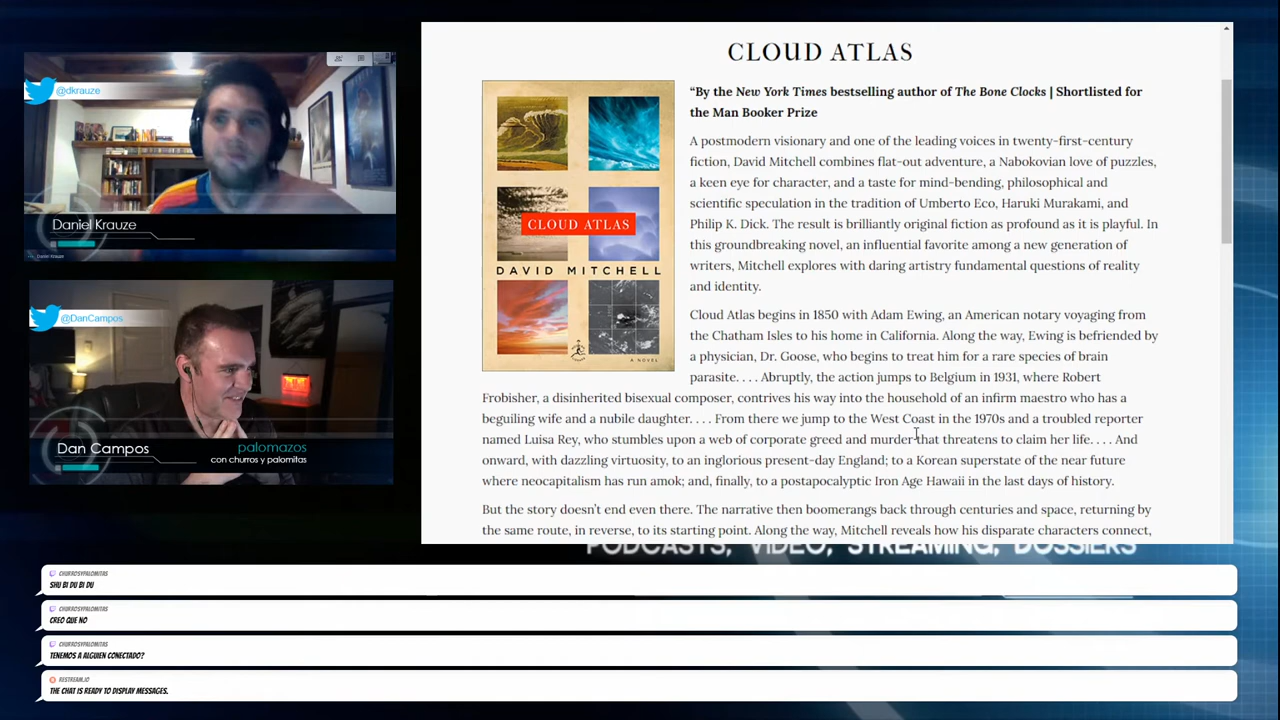 @dkrauze
Daniel Krauze
Daniel Krauze
@DanCampos
Dan Campos
palomazos
con churros y palomitas
CLOUD ATLAS
CLOUD ATLAS
DAVID MITCHELL
A NOVEL
“By the New York Times bestselling author of The Bone Clocks | Shortlisted for
the Man Booker Prize
A postmodern visionary and one of the leading voices in twenty-first-century
fiction, David Mitchell combines flat-out adventure, a Nabokovian love of puzzles,
a keen eye for character, and a taste for mind-bending, philosophical and
scientific speculation in the tradition of Umberto Eco, Haruki Murakami, and
Philip K. Dick. The result is brilliantly original fiction as profound as it is playful. In
this groundbreaking novel, an influential favorite among a new generation of
writers, Mitchell explores with daring artistry fundamental questions of reality
and identity.
Cloud Atlas begins in 1850 with Adam Ewing, an American notary voyaging from
the Chatham Isles to his home in California. Along the way, Ewing is befriended by
a physician, Dr. Goose, who begins to treat him for a rare species of brain
parasite. . . . Abruptly, the action jumps to Belgium in 1931, where Robert
Frobisher, a disinherited bisexual composer, contrives his way into the household of an infirm maestro who has a
beguiling wife and a nubile daughter. . . . From there we jump to the West Coast in the 1970s and a troubled reporter
named Luisa Rey, who stumbles upon a web of corporate greed and murder that threatens to claim her life. . . . And
onward, with dazzling virtuosity, to an inglorious present-day England; to a Korean superstate of the near future
where neocapitalism has run amok; and, finally, to a postapocalyptic Iron Age Hawaii in the last days of history.
But the story doesn’t end even there. The narrative then boomerangs back through centuries and space, returning by
the same route, in reverse, to its starting point. Along the way, Mitchell reveals how his disparate characters connect,
PODCASTS, VIDEO, STREAMING, DOSSIERS
CHURROSYPALOMITAS
SHU BI DU BI DU
CHURROSYPALOMITAS
CREO QUE NO
CHURROSYPALOMITAS
TENEMOS A ALGUIEN CONECTADO?
RESTREAM.IO
THE CHAT IS READY TO DISPLAY MESSAGES.